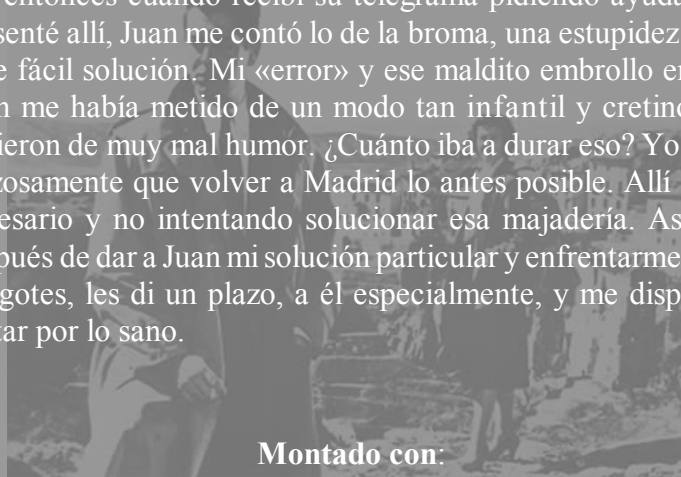 entonces cuando recibí su telegrama pidiendo ayuda
senté allí, Juan me contó lo de la broma, una estupidez
e fácil solución. Mi «error» y ese maldito embrollo en
n me había metido de un modo tan infantil y cretino
ieron de muy mal humor. ¿Cuánto iba a durar eso? Yo
zosamente que volver a Madrid lo antes posible. Allí
esario y no intentando solucionar esa majadería. As
pués de dar a Juan mi solución particular y enfrentarme
gotes, les di un plazo, a él especialmente, y me disp
tar por lo sano.
Montado con: